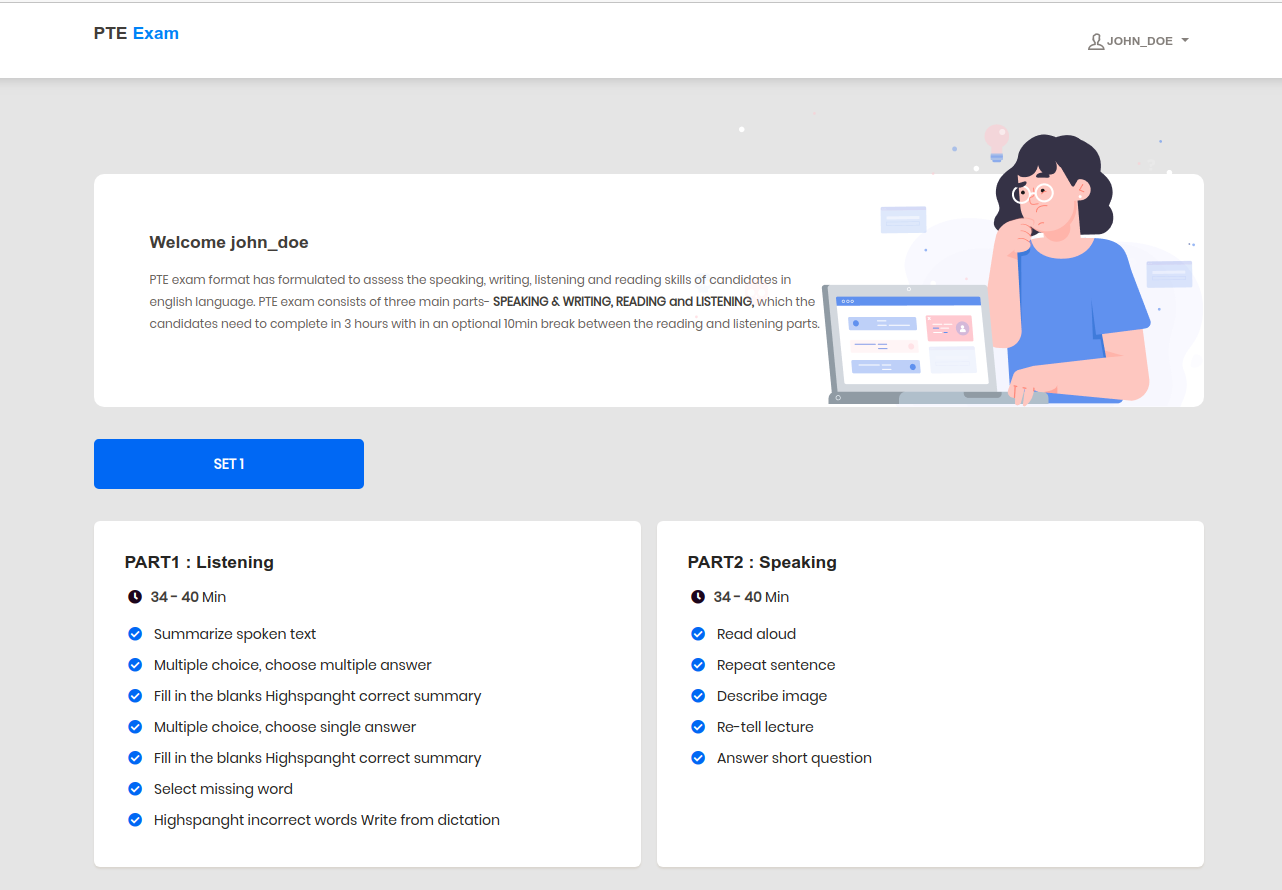 PTE Exam
JOHN_DOE
Welcome john_doe
PTE exam format has formulated to assess the speaking, writing, listening and reading skills of candidates in
english language. PTE exam consists of three main parts- SPEAKING & WRITING, READING and LISTENING, which the
candidates need to complete in 3 hours with in an optional 10min break between the reading and listening parts.
SET 1
PART1 : Listening
34 - 40 Min
Summarize spoken text
Multiple choice, choose multiple answer
Fill in the blanks Highspanght correct summary
Multiple choice, choose single answer
Fill in the blanks Highspanght correct summary
Select missing word
Highspanght incorrect words Write from dictation
PART2 : Speaking
34 - 40 Min
Read aloud
Repeat sentence
Describe image
Re-tell lecture
Answer short question